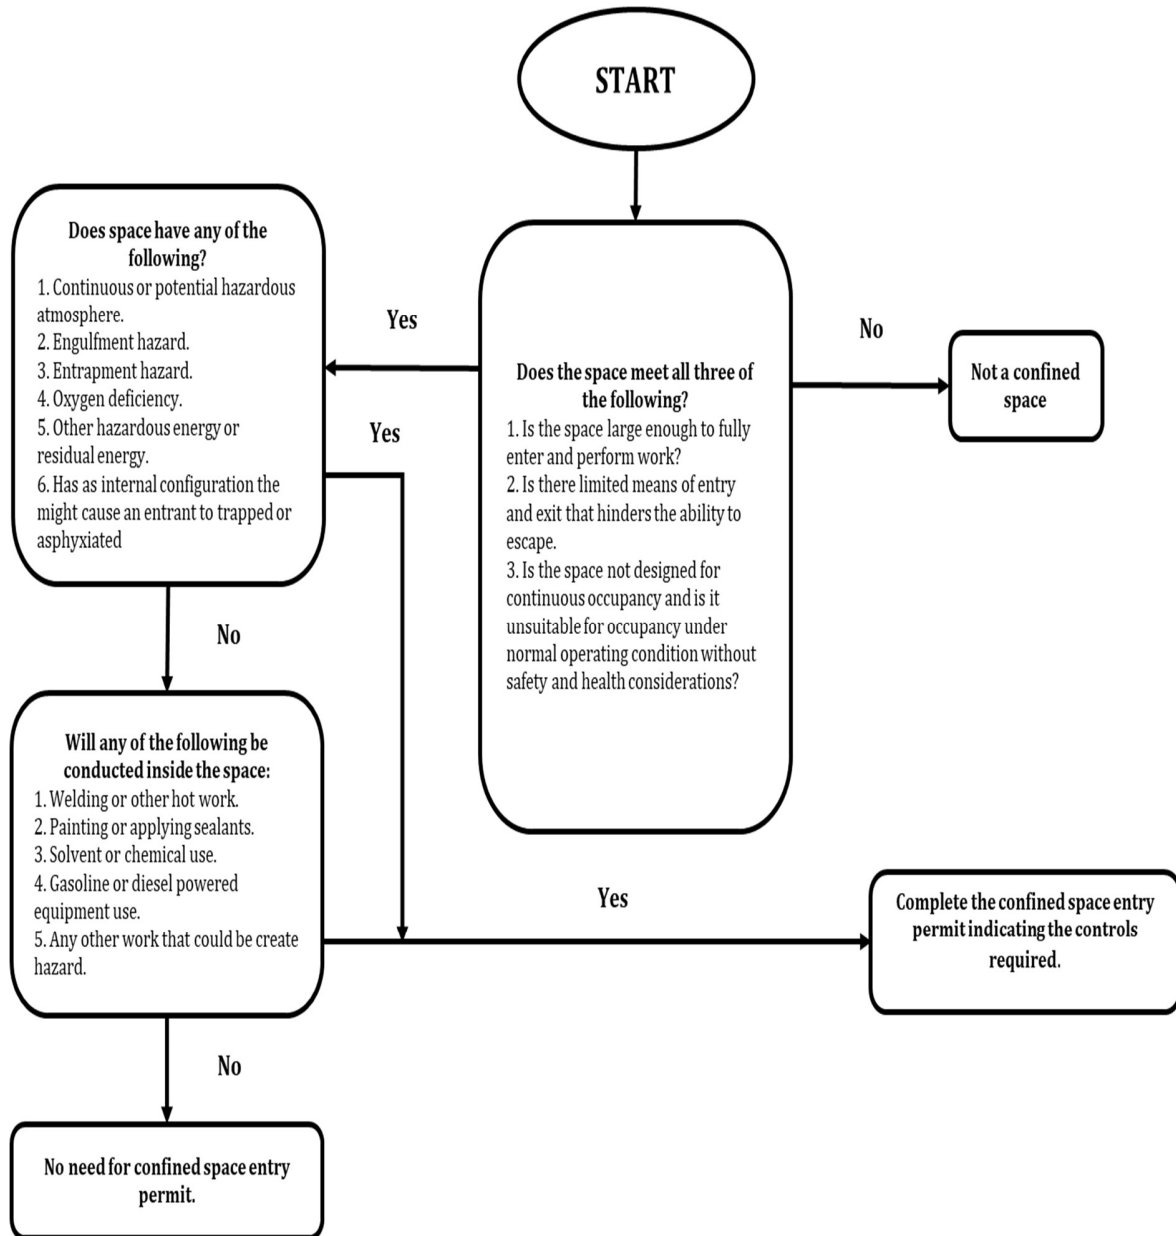 START
Does the space meet all three of
the following?
1. Is the space large enough to fully
enter and perform work?
2. Is there limited means of entry
and exit that hinders the ability to
escape.
3. Is the space not designed for
continuous occupancy and is it
unsuitable for occupancy under
normal operating condition without
safety and health considerations?
No
Not a confined
space
Yes
Does space have any of the
following?
1. Continuous or potential hazardous
atmosphere.
2. Engulfment hazard.
3. Entrapment hazard.
4. Oxygen deficiency.
5. Other hazardous energy or
residual energy.
6. Has as internal configuration the
might cause an entrant to trapped or
asphyxiated
Yes
No
Will any of the following be
conducted inside the space:
1. Welding or other hot work.
2. Painting or applying sealants.
3. Solvent or chemical use.
4. Gasoline or diesel powered
equipment use.
5. Any other work that could be create
hazard.
Yes
Complete the confined space entry
permit indicating the controls
required.
No
No need for confined space entry
permit.